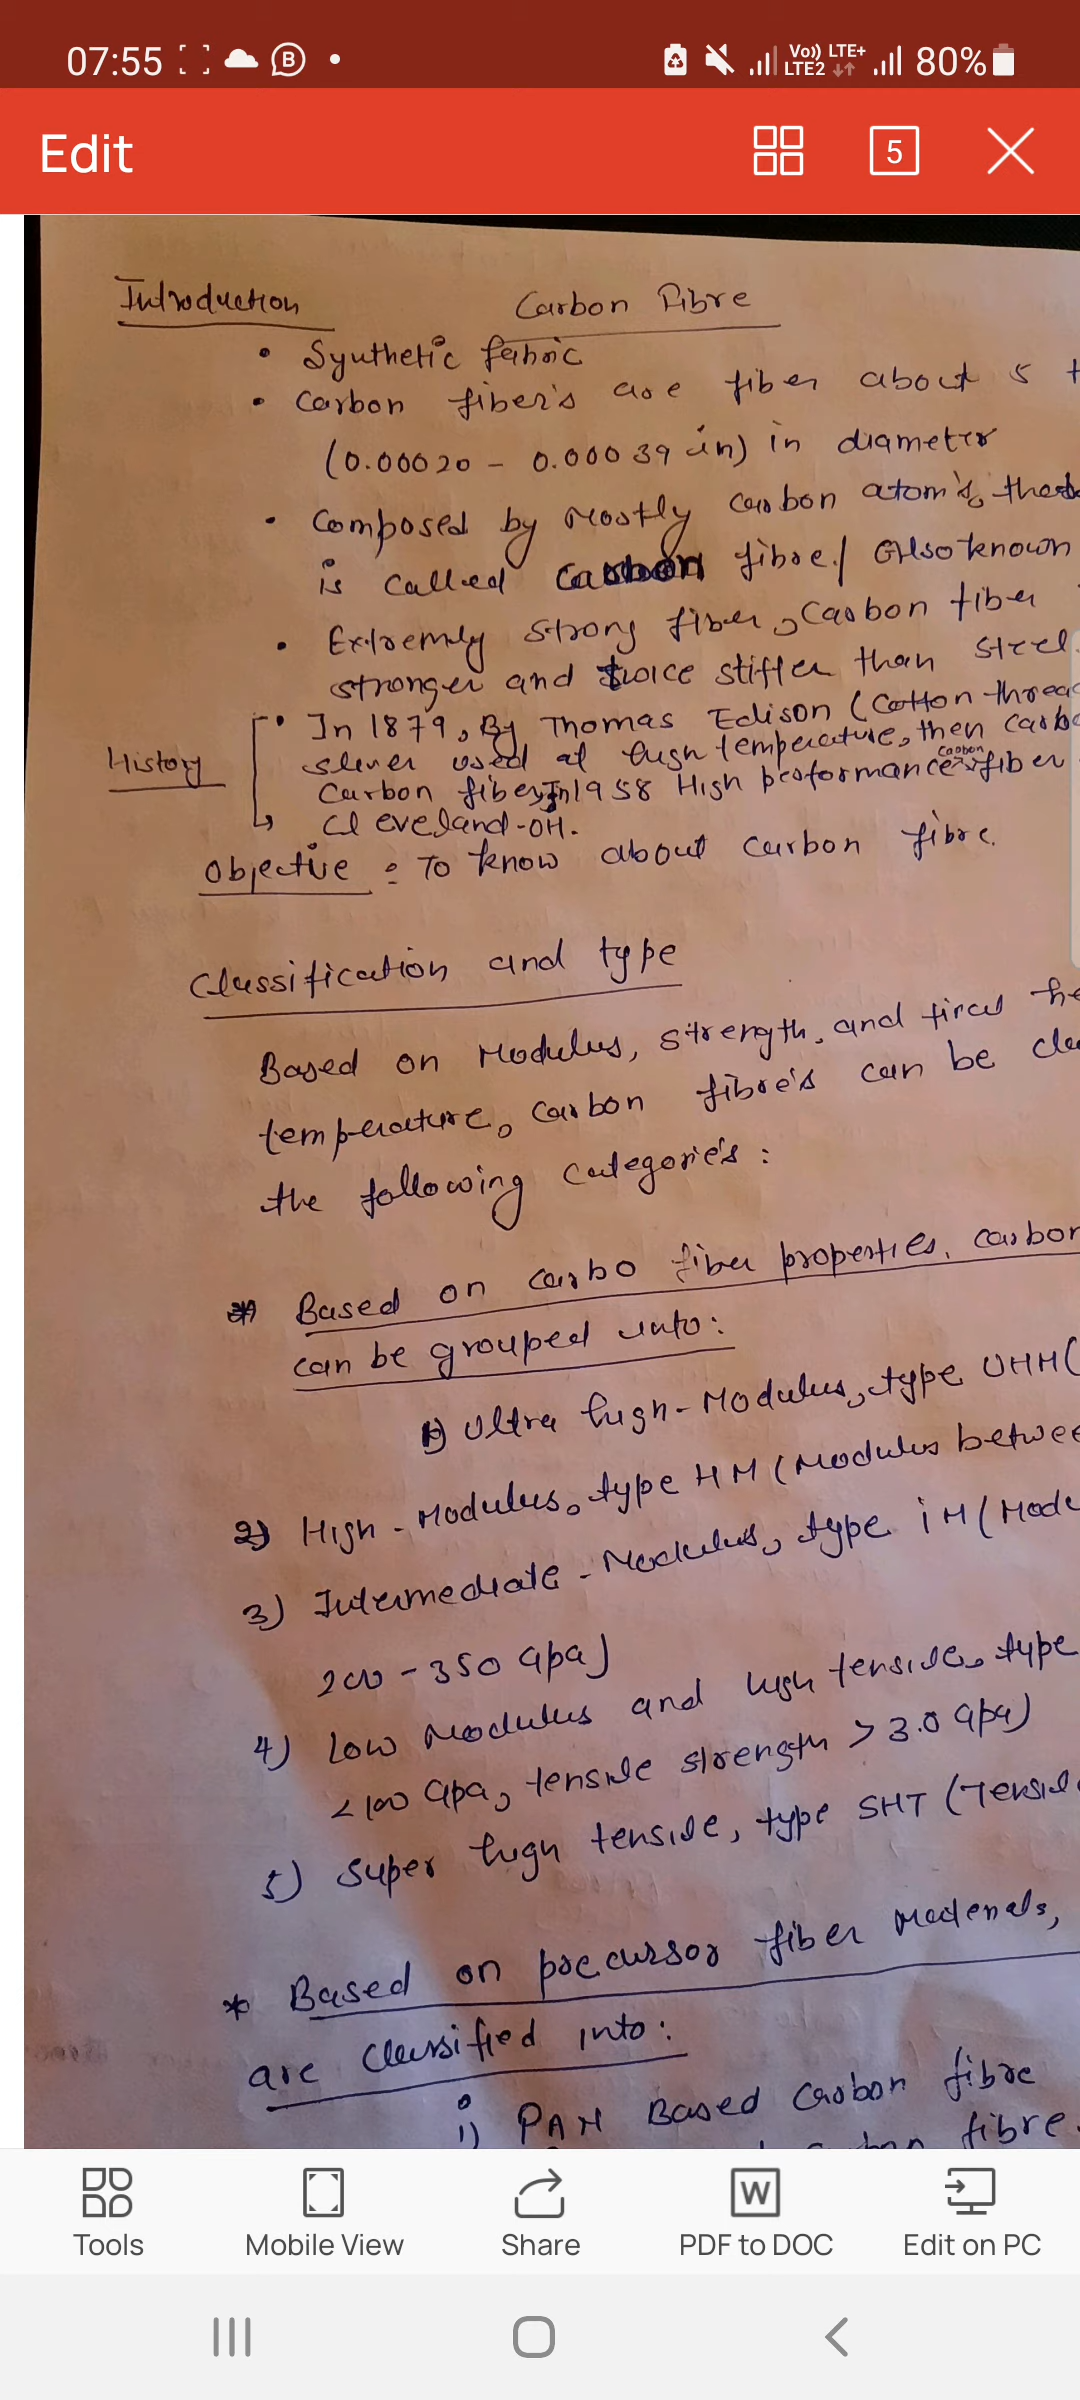 07:55
Vo)) LTE+
LTE2
80%
Edit
5
Introduction
Carbon Fibre
• Synthetic fabric
• Carbon fiber's are fiber about 5 t
(0.00020 - 0.00039 in) in diameter
• Composed by Mostly carbon atom's,
is called Carbon fibre / Also known
• Extremely strong fiber, Carbon fiber
stronger and twice stiffer than steel.
History
• In 1879, By Thomas Edison (Cotton threa
used at high temperature, then carb
Carbon fiber, In 1958 High performance carbon fiber
Cleveland-OH.
Objective : To know about carbon fibre.
Classification and type
Based on Modulus, strength, and final he
temperature, carbon fibre's can be cla
the following categorie's :
* Based on carbo fiber properties, carbon
can be grouped into:
1) Ultra high-Modulus, type UHM(
2) High - Modulus, type HM (Modulus betwee
3) Intermediate - Modulus, type iM (Modu
200 - 350 Gpa)
4) Low Modulus and high tensile, type
<100 Gpa, tensile strength > 3.0 Gpa)
5) Super high tensile, type SHT (Tensile
* Based on precursor fiber Materials,
are classified into:
i) PAN Based Carbon fibre
fibre.
Tools
Mobile View
Share
W
PDF to DOC
Edit on PC